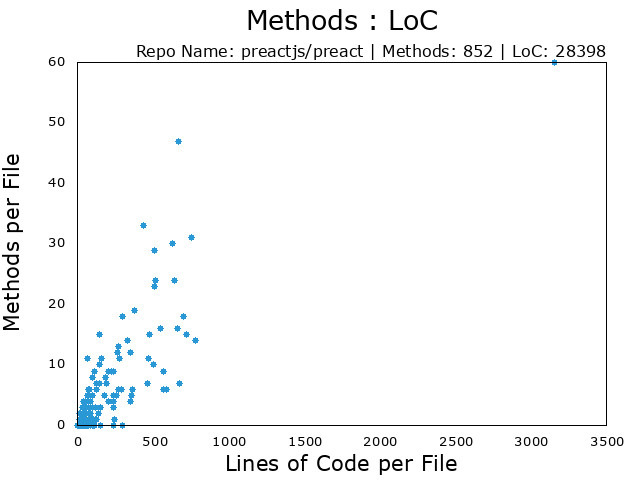 Methods : LoC
Repo Name: preactjs/preact | Methods: 852 | LoC: 28398
60
50
40
30
20
10
0
Methods per File
0 500 1000 1500 2000 2500 3000 3500
Lines of Code per File